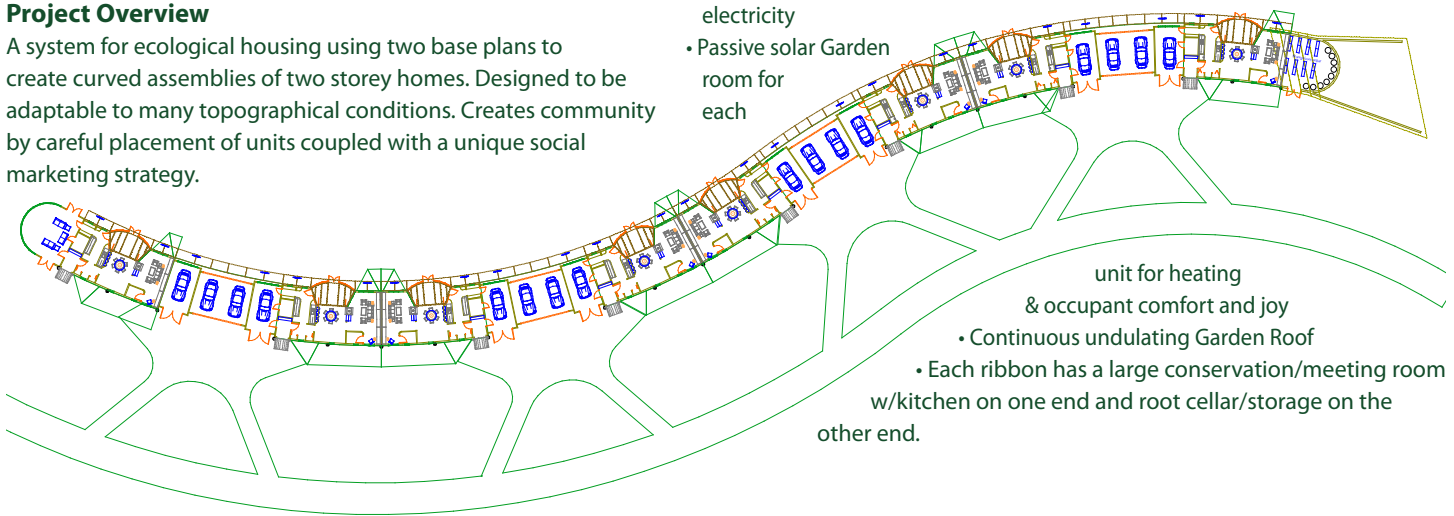 Project Overview
A system for ecological housing using two base plans to
create curved assemblies of two storey homes. Designed to be
adaptable to many topographical conditions. Creates community
by careful placement of units coupled with a unique social
marketing strategy.
electricity
• Passive solar Garden
room for
each
unit for heating
& occupant comfort and joy
• Continuous undulating Garden Roof
• Each ribbon has a large conservation/meeting room
w/kitchen on one end and root cellar/storage on the
other end.